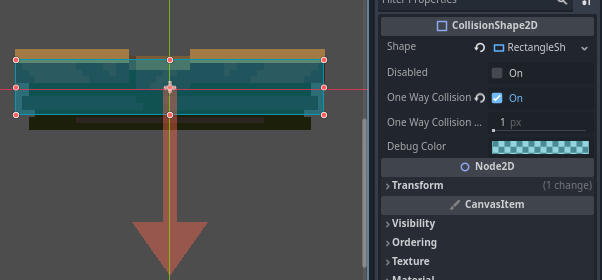 Filter Properties
CollisionShape2D
Shape RectangleSh
Disabled On
One Way Collision On
One Way Collision ... 1 px
Debug Color
Node2D
Transform (1 change)
CanvasItem
Visibility
Ordering
Texture
Material